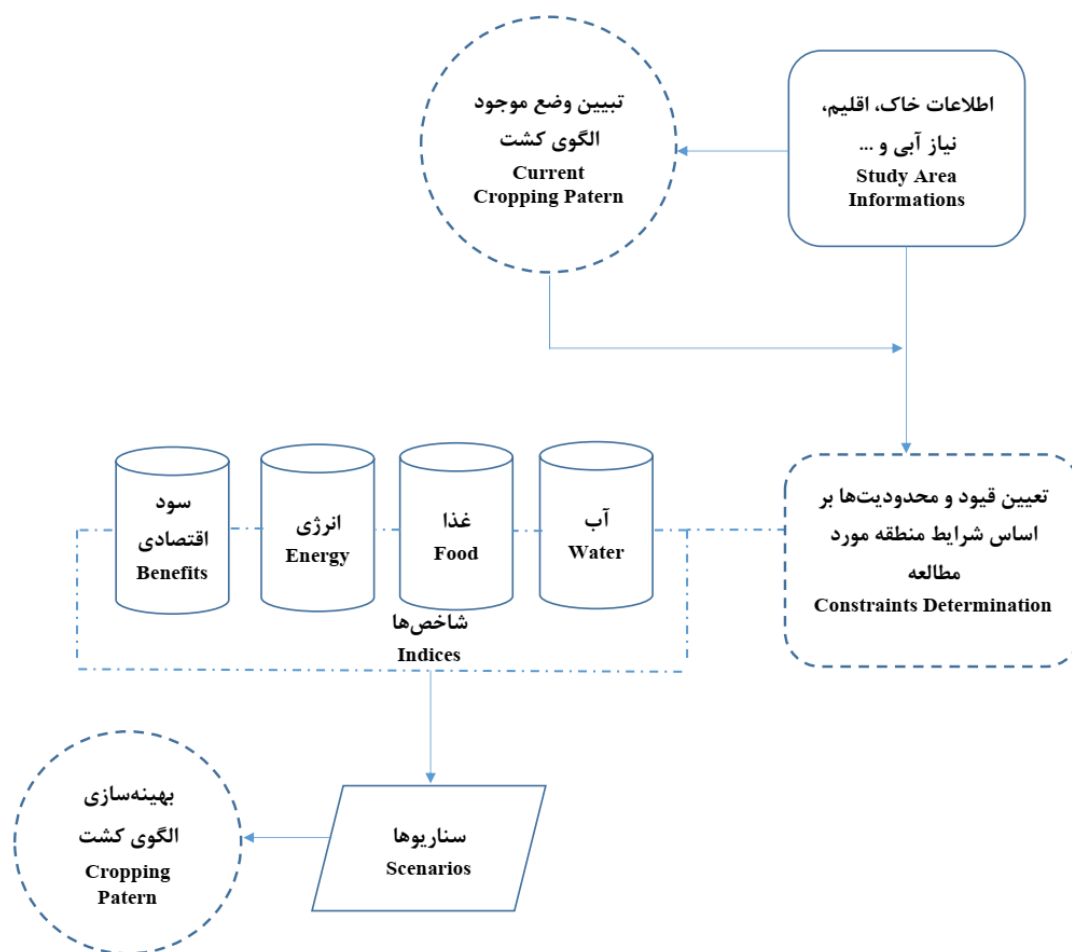 اطلاعات خاک، اقلیم،
نیاز آبی و ...
Study Area
Informations
تبیین وضع موجود
الگوی کشت
Current
Cropping Patern
تعیین قیود و محدودیت‌ها بر
اساس شرایط منطقه مورد
مطالعه
Constraints Determination
آب
Water
غذا
Food
انرژی
Energy
سود
اقتصادی
Benefits
شاخص‌ها
Indices
سناریوها
Scenarios
بهینه‌سازی
الگوی کشت
Cropping
Patern